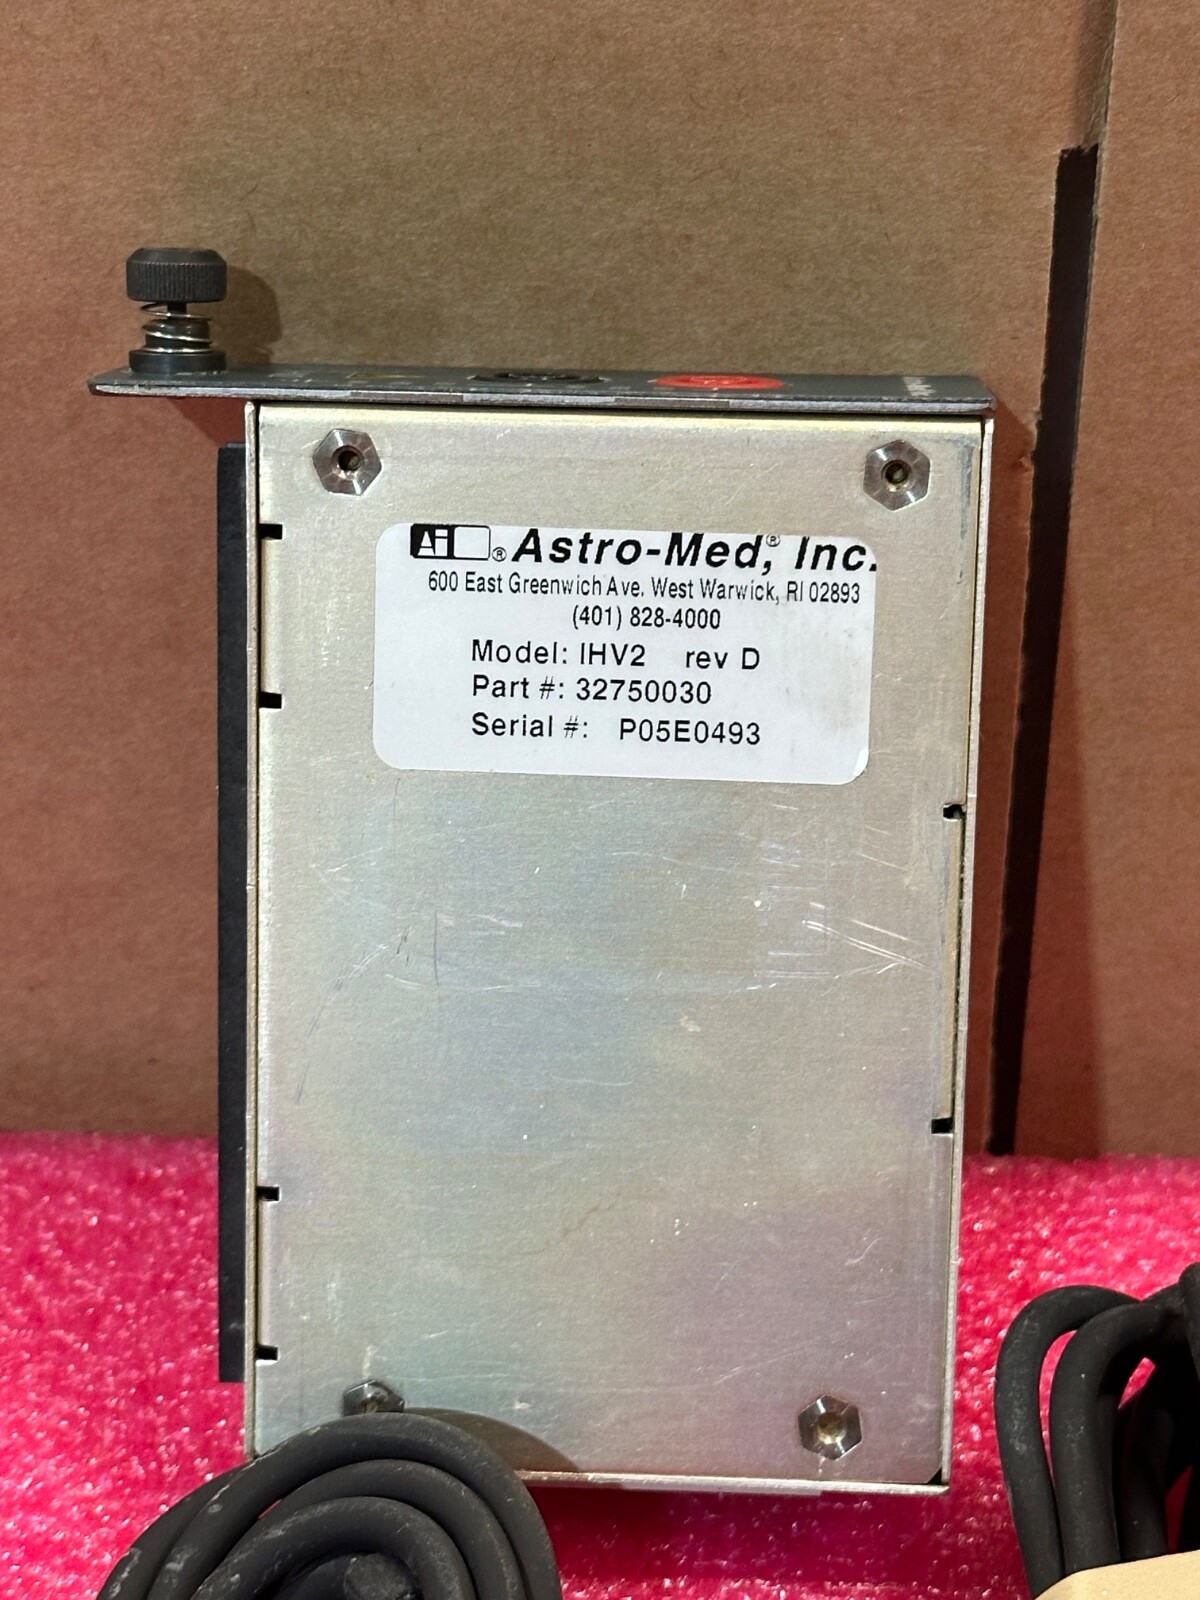 ® Astro-Med,® Inc.
600 East Greenwich Ave. West Warwick, RI 02893
(401) 828-4000
Model: IHV2 rev D
Part #: 32750030
Serial #: P05E0493